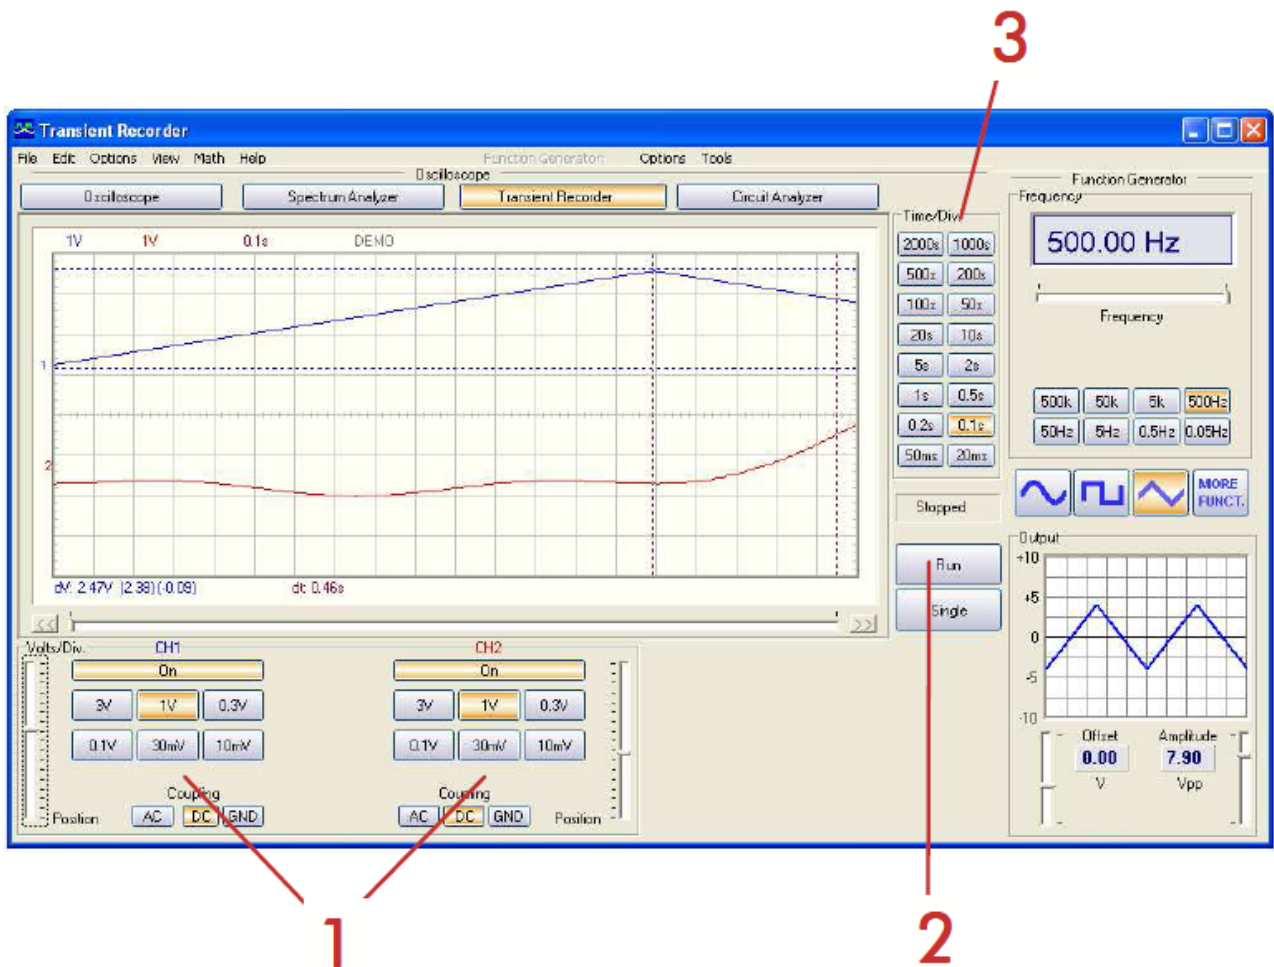 3
Transient Recorder
File Edit Options View Math Help Function Generator: Options Tools
Oscilloscope
Oscilloscope Spectrum Analyzer Transient Recorder Circuit Analyzer
Function Generator
Frequency
500.00 Hz
Frequency
500k 50k 5k 500Hz
50Hz 5Hz 0.5Hz 0.05Hz
MORE
FUNCT.
1V 1V 0.1s DEMO
1
2
dV: 2.47V (2.38)(-0.09) dt: 0.46s
<< >>
Time/Div.
2000s 1000s
500s 200s
100s 50s
20s 10s
5s 2s
1s 0.5s
0.2s 0.1s
50ms 20ms
Stopped
Run
Single
Output
+10
+5
0
-5
-10
Offset Amplitude
0.00 7.90
V Vpp
Volts/Div. CH1 CH2
On On
3V 1V 0.3V 3V 1V 0.3V
0.1V 30mV 10mV 0.1V 30mV 10mV
Coupling Coupling
Position AC DC GND AC DC GND Position
1 2